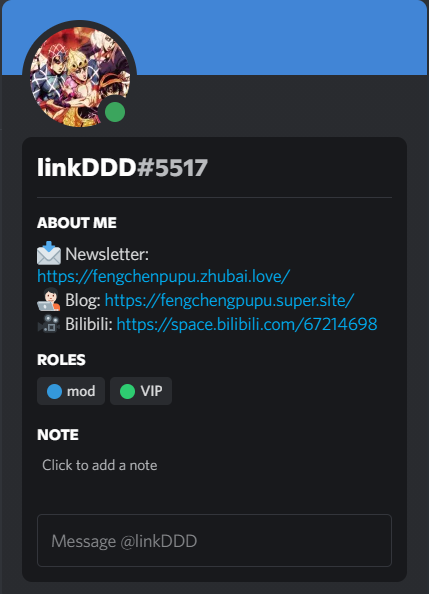 linkDDD#5517
ABOUT ME
Newsletter:
https://fengchenpupu.zhubai.love/
Blog: https://fengchengpupu.super.site/
Bilibili: https://space.bilibili.com/67214698
ROLES
mod VIP
NOTE
Click to add a note
Message @linkDDD